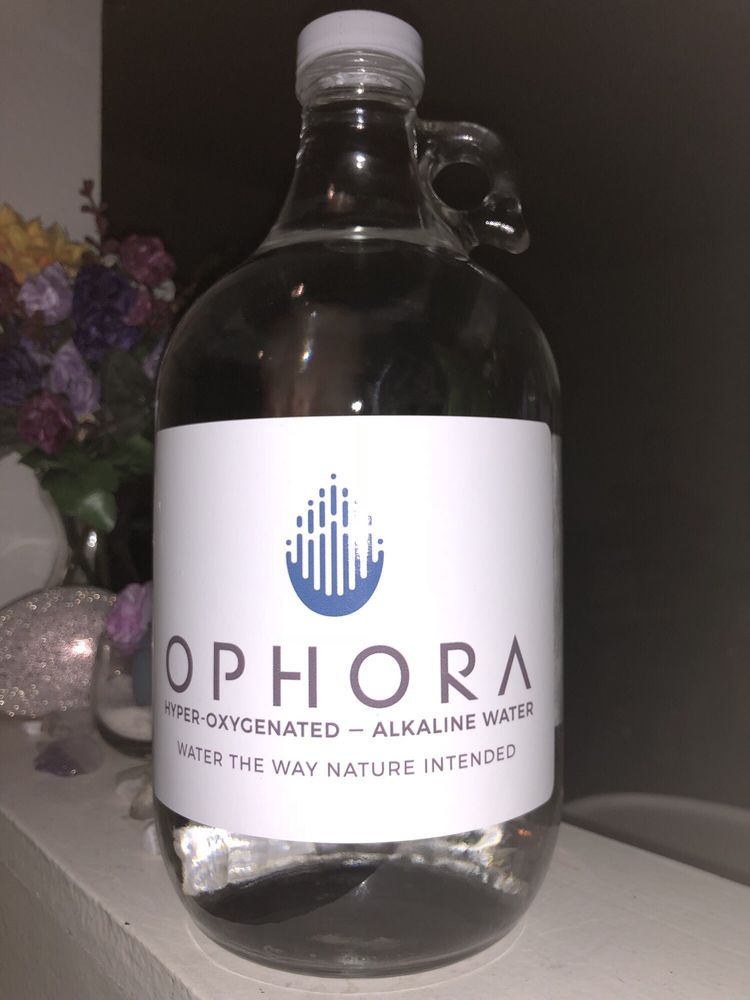 OPHORA
HYPER-OXYGENATED – ALKALINE WATER
WATER THE WAY NATURE INTENDED